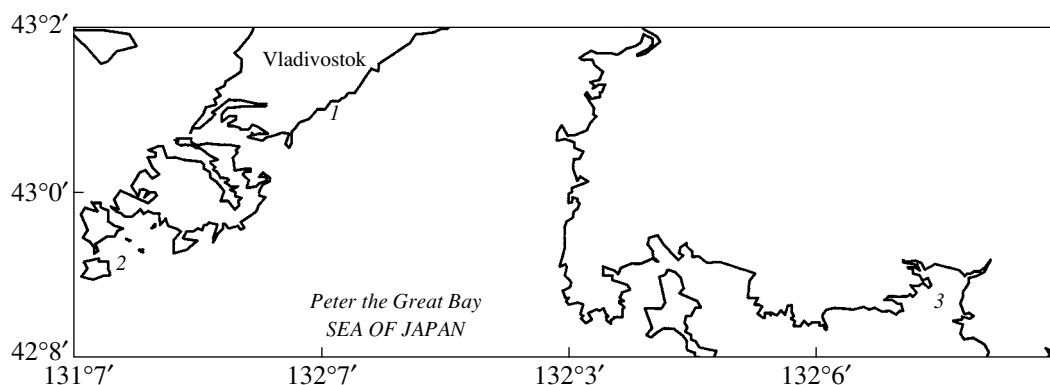 43°2′
Vladivostok
1
43°0′
2
3
Peter the Great Bay
SEA OF JAPAN
42°8′
131°7′ 132°7′ 132°3′ 132°6′